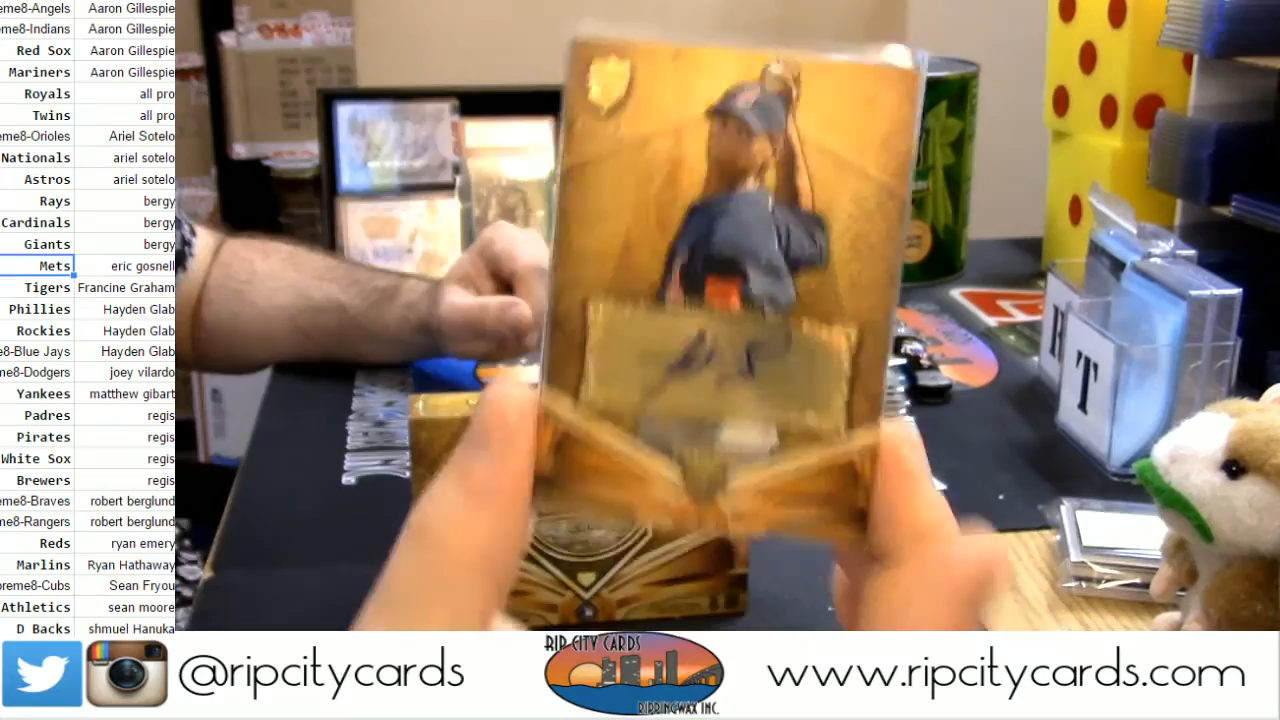 eme8-Angels Aaron Gillespie
eme8-Indians Aaron Gillespie
Red Sox Aaron Gillespie
Mariners Aaron Gillespie
Royals all pro
Twins all pro
eme8-Orioles Ariel Sotelo
Nationals ariel sotelo
Astros ariel sotelo
Rays bergy
Cardinals bergy
Giants bergy
Mets eric gosnell
Tigers Francine Graham
Phillies Hayden Glab
Rockies Hayden Glab
e8-Blue Jays Hayden Glab
me8-Dodgers joey vilardo
Yankees matthew gibart
Padres regis
Pirates regis
White Sox regis
Brewers regis
eme8-Braves robert berglund
me8-Rangers robert berglund
Reds ryan emery
Marlins Ryan Hathaway
preme8-Cubs Sean Fryou
Athletics sean moore
D Backs shmuel Hanuka
T
@ripcitycards
RIP CITY CARDS
RIPPINGWAX INC.
www.ripcitycards.com